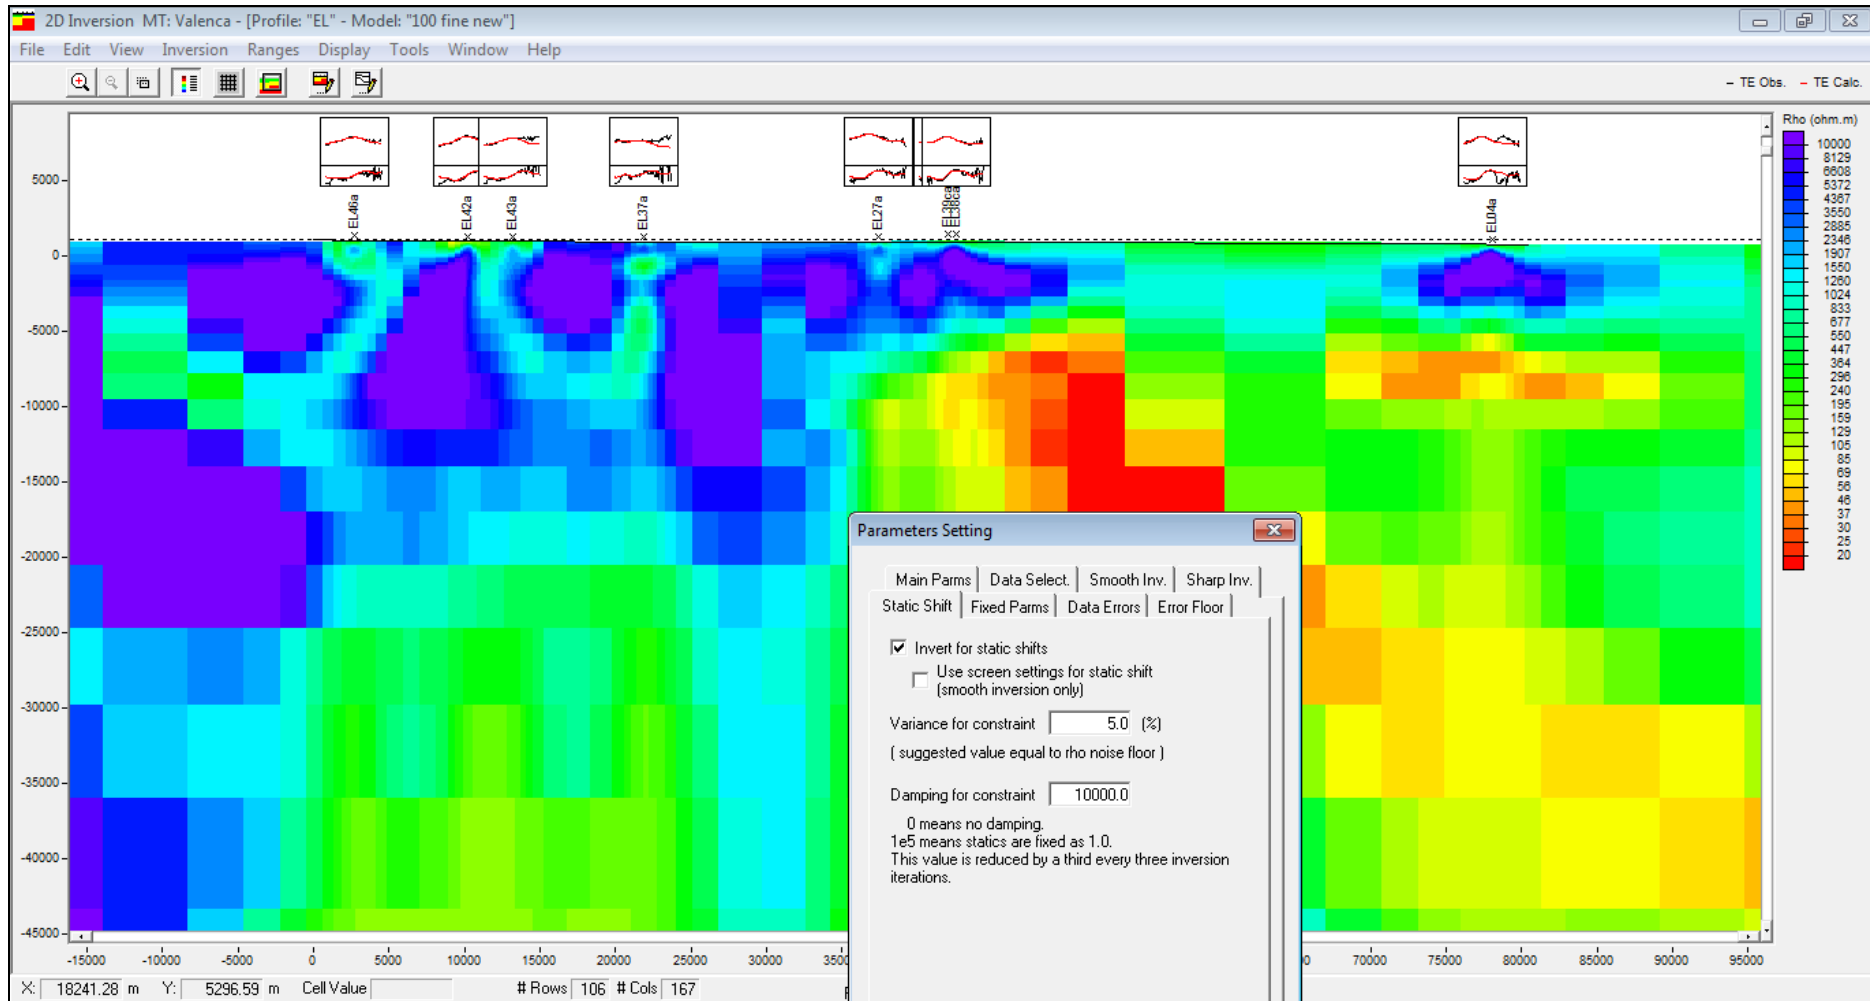 2D Inversion MT: Valenca - [Profile: "EL" - Model: "100 fine new"]
File Edit View Inversion Ranges Display Tools Window Help
– TE Obs. – TE Calc.
Rho (ohm.m)
10000
8129
6608
5372
4367
3550
2885
2346
1907
1550
1260
1024
833
677
550
447
364
296
240
195
159
129
105
85
69
56
46
37
30
25
20
EL46a
EL42a
EL43a
EL37a
EL27a
EL39ca
EL38ca
EL04a
5000
0
-5000
-10000
-15000
-20000
-25000
-30000
-35000
-40000
-45000
Parameters Setting
Main Parms Data Select. Smooth Inv. Sharp Inv.
Static Shift Fixed Parms Data Errors Error Floor
Invert for static shifts
Use screen settings for static shift
(smooth inversion only)
Variance for constraint 5.0 (%)
( suggested value equal to rho noise floor )
Damping for constraint 10000.0
0 means no damping.
1e5 means statics are fixed as 1.0.
This value is reduced by a third every three inversion
iterations.
-15000 -10000 -5000 0 5000 10000 15000 20000 25000 30000 70000 75000 80000 85000 90000 95000
X: 18241.28 m Y: 5296.59 m Cell Value # Rows 106 # Cols 167